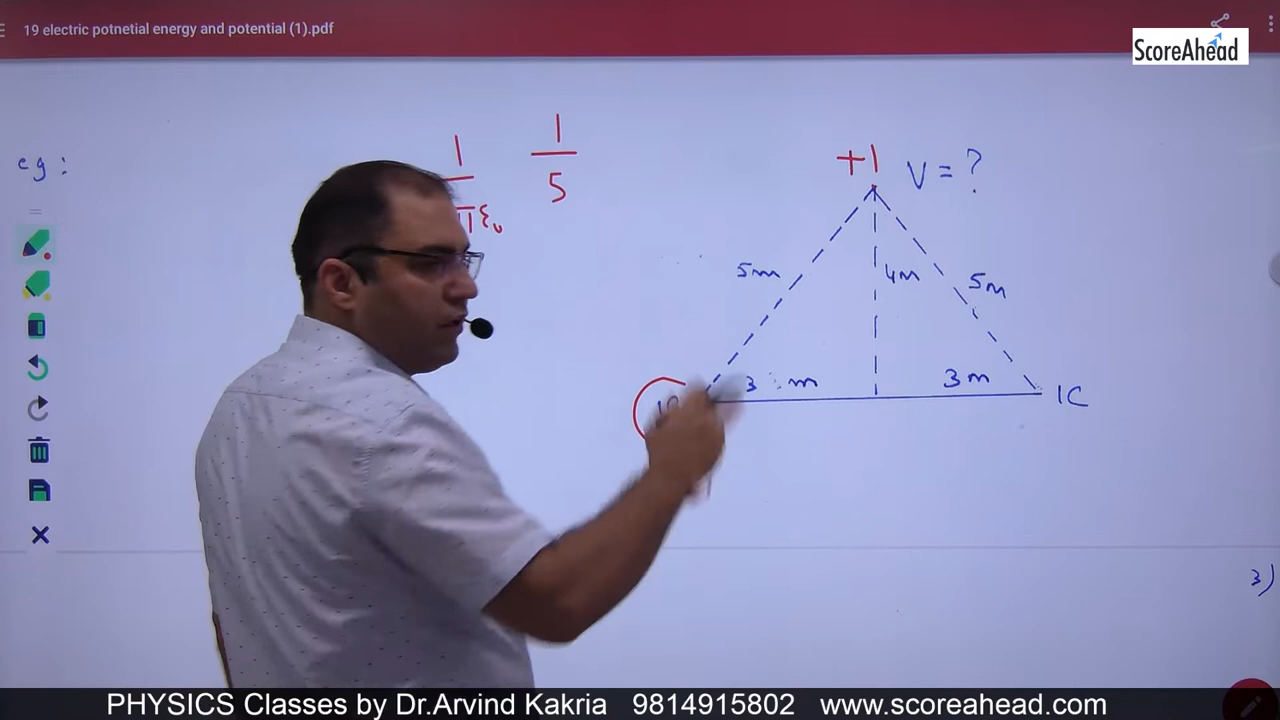 19 electric potnetial energy and potential (1).pdf
ScoreAhead
eg :
1
1
5
πε₀
+1
V = ?
5m
4m
5m
3 m
3m
1C
3)
PHYSICS Classes by Dr.Arvind Kakria 9814915802 www.scoreahead.com